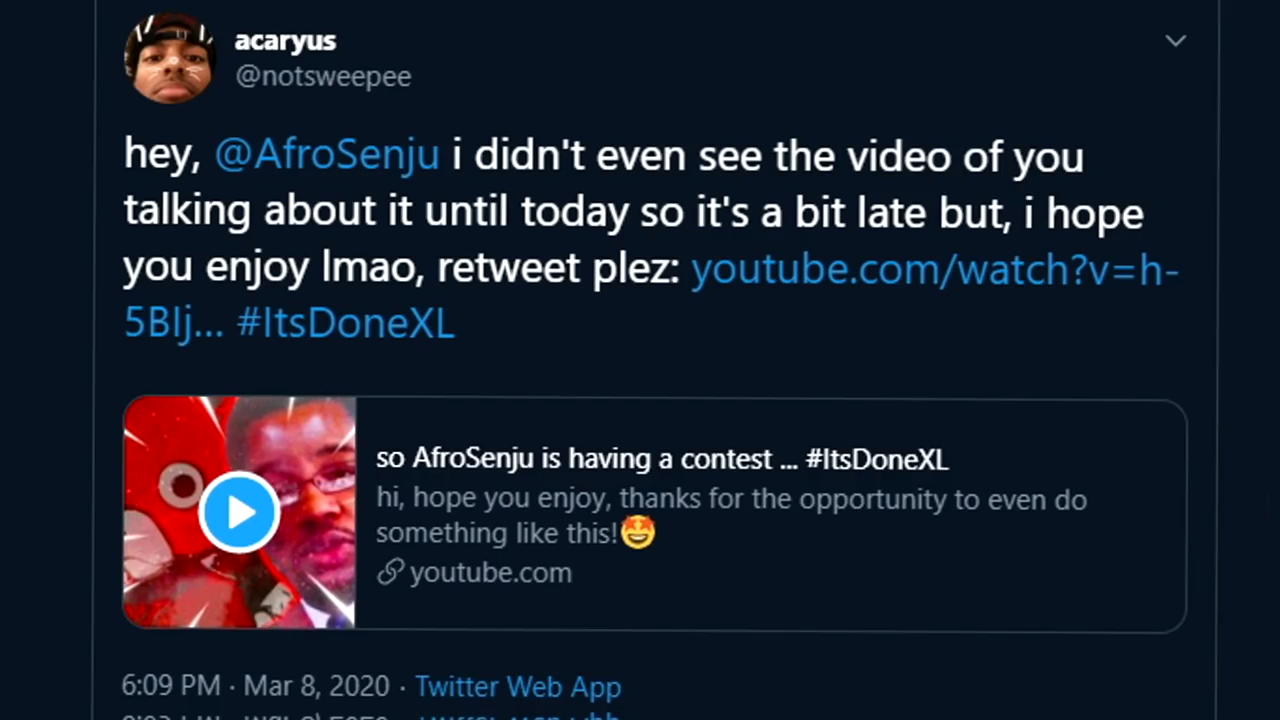 acaryus
@notsweepee
hey, @AfroSenju i didn't even see the video of you
talking about it until today so it's a bit late but, i hope
you enjoy lmao, retweet plez: youtube.com/watch?v=h-
5BIj... #ItsDoneXL
so AfroSenju is having a contest ... #ItsDoneXL
hi, hope you enjoy, thanks for the opportunity to even do
something like this!🤩
youtube.com
6:09 PM · Mar 8, 2020 · Twitter Web App